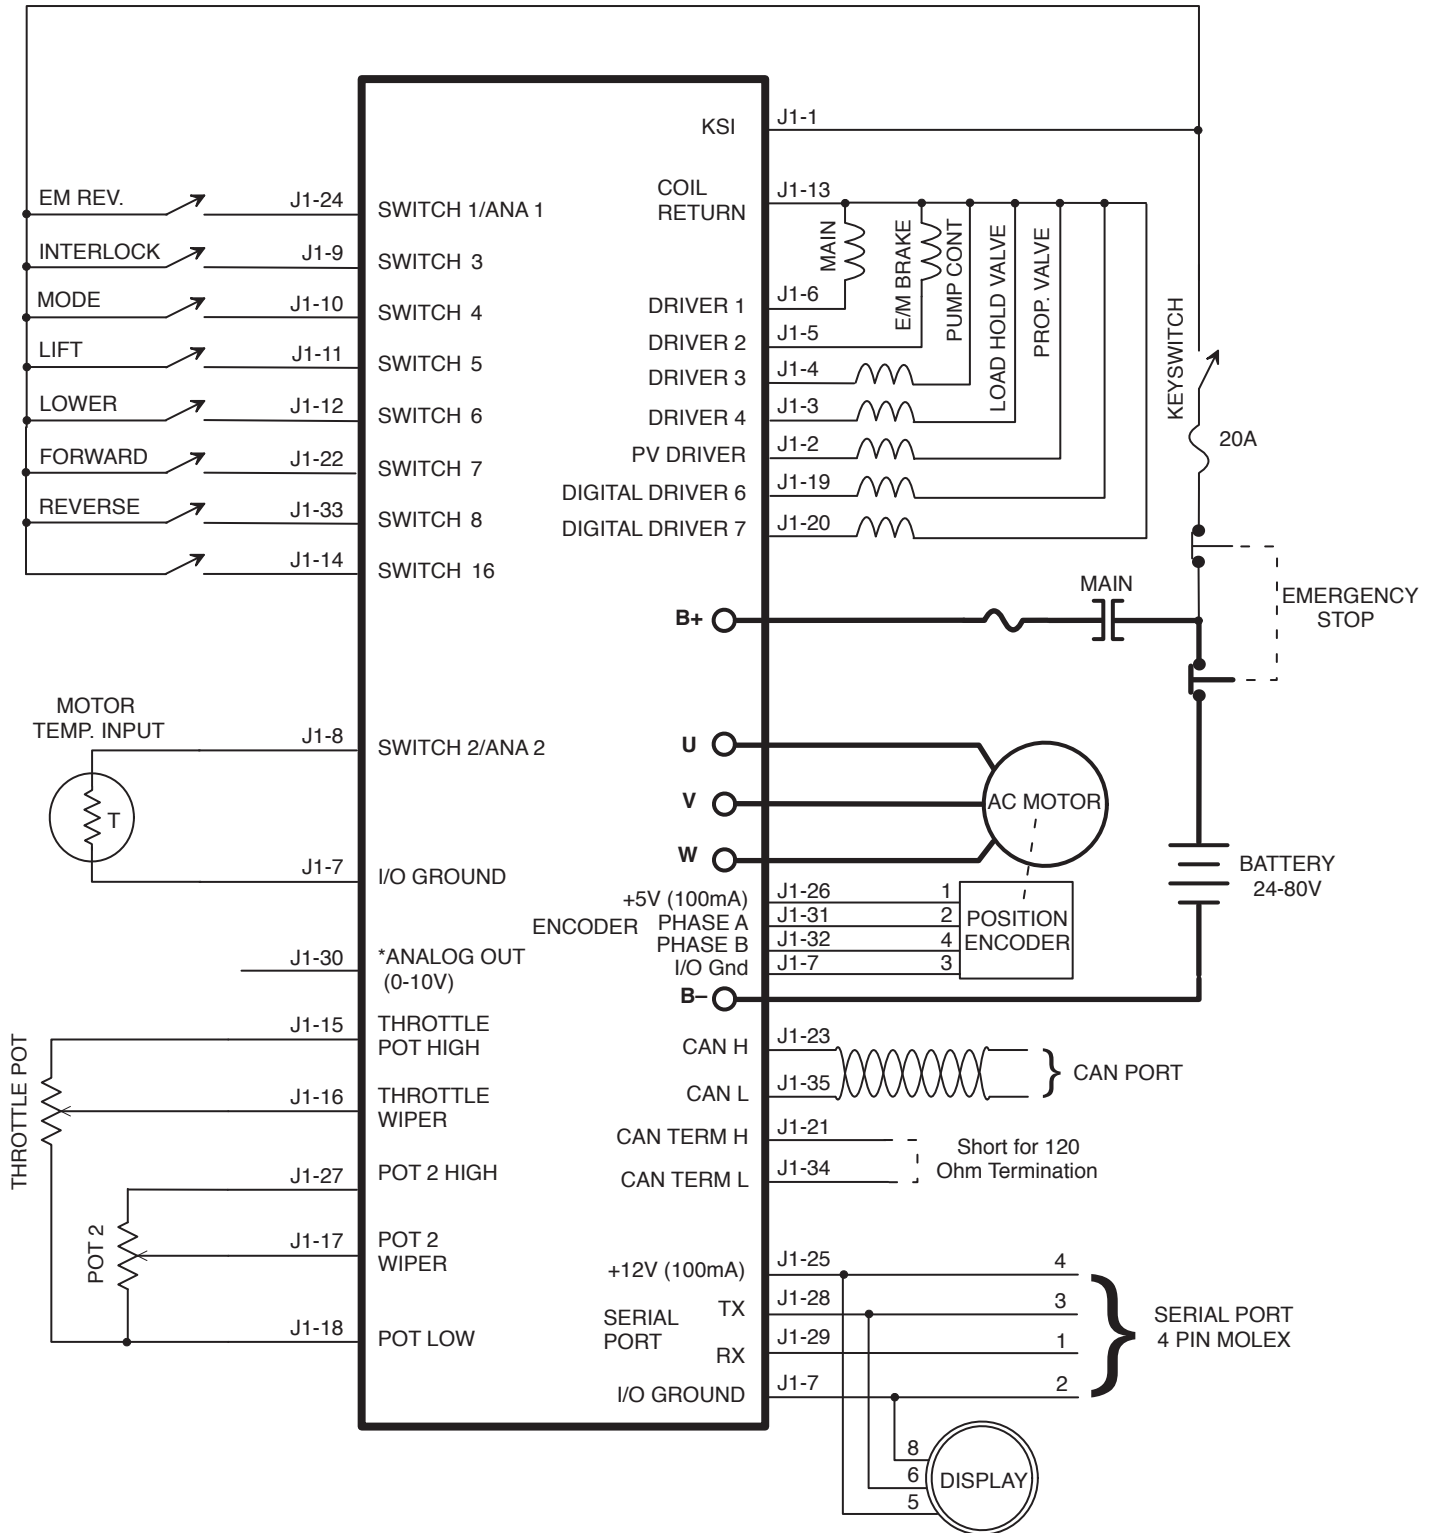 KSI
J1-1
COIL
RETURN
J1-13
EM REV.
J1-24
SWITCH 1/ANA 1
INTERLOCK
J1-9
SWITCH 3
MODE
J1-10
SWITCH 4
LIFT
J1-11
SWITCH 5
LOWER
J1-12
SWITCH 6
FORWARD
J1-22
SWITCH 7
REVERSE
J1-33
SWITCH 8
J1-14
SWITCH 16
MAIN
E/M BRAKE
PUMP CONT
LOAD HOLD VALVE
PROP. VALVE
DRIVER 1
J1-6
DRIVER 2
J1-5
DRIVER 3
J1-4
DRIVER 4
J1-3
PV DRIVER
J1-2
DIGITAL DRIVER 6
J1-19
DIGITAL DRIVER 7
J1-20
KEYSWITCH
20A
EMERGENCY
STOP
B+
MAIN
MOTOR
TEMP. INPUT
J1-8
SWITCH 2/ANA 2
T
J1-7
I/O GROUND
U
V
W
AC MOTOR
BATTERY
24-80V
ENCODER
+5V (100mA)
J1-26
1
PHASE A
J1-31
2
PHASE B
J1-32
4
I/O Gnd
J1-7
3
POSITION
ENCODER
B–
J1-30
*ANALOG OUT
(0-10V)
THROTTLE POT
J1-15
THROTTLE
POT HIGH
J1-16
THROTTLE
WIPER
J1-27
POT 2 HIGH
POT 2
J1-17
POT 2
WIPER
J1-18
POT LOW
CAN H
J1-23
CAN L
J1-35
CAN PORT
CAN TERM H
J1-21
CAN TERM L
J1-34
Short for 120
Ohm Termination
SERIAL
PORT
+12V (100mA)
J1-25
4
TX
J1-28
3
RX
J1-29
1
I/O GROUND
J1-7
2
SERIAL PORT
4 PIN MOLEX
8
6
5
DISPLAY